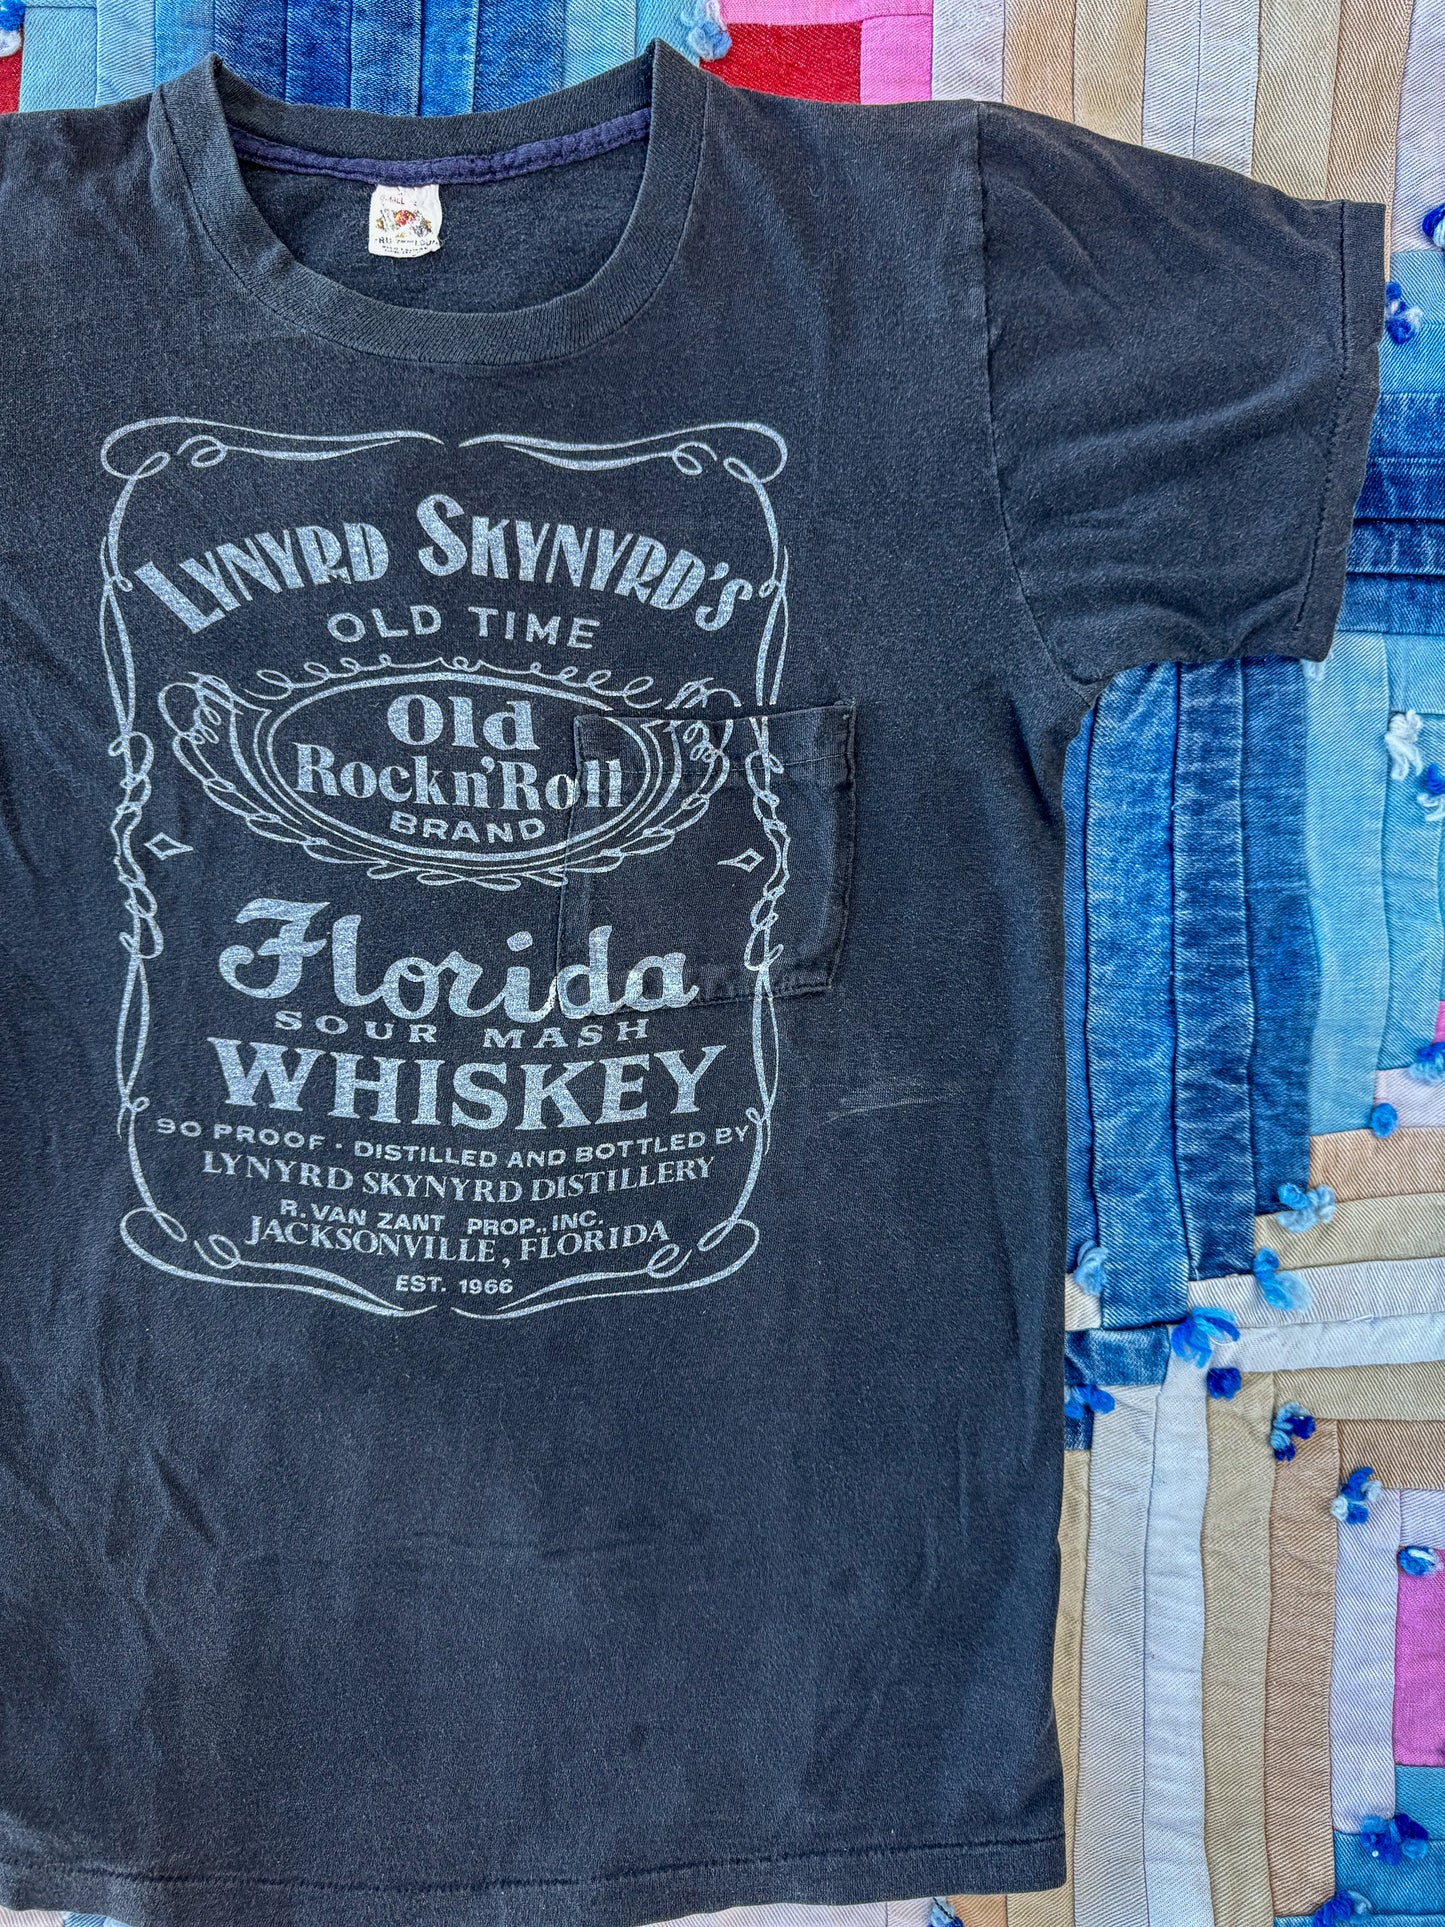 LYNYRD SKYNYRD'S
OLD TIME
Old
Rock n' Roll
BRAND
Florida
SOUR MASH
WHISKEY
90 PROOF · DISTILLED AND BOTTLED BY
LYNYRD SKYNYRD DISTILLERY
R. VAN ZANT PROP., INC.
JACKSONVILLE, FLORIDA
EST. 1966